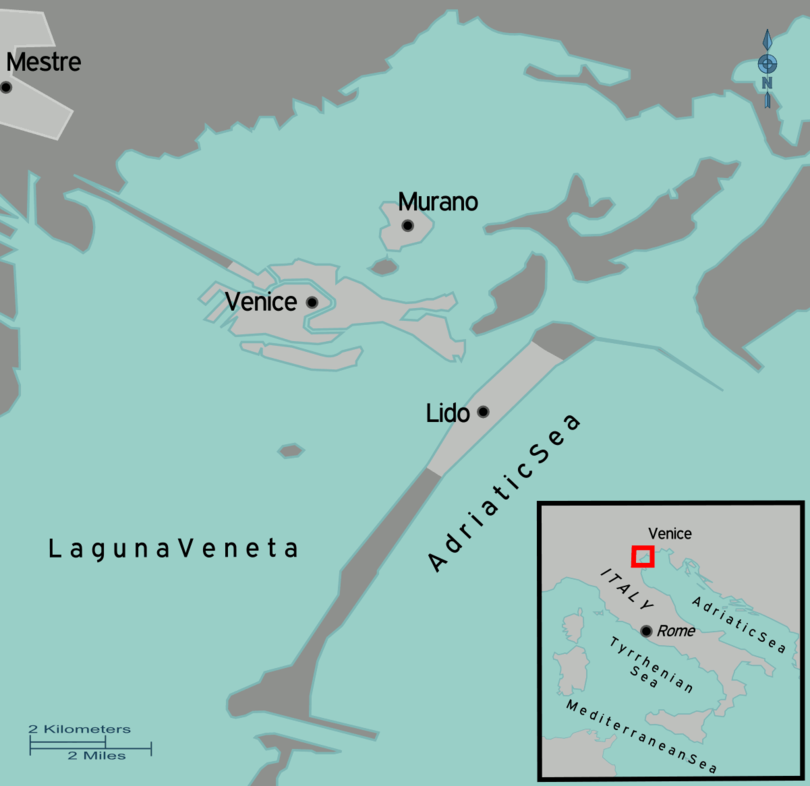 Mestre
N
Murano
Venice
Lido
Adriatic Sea
Laguna Veneta
2 Kilometers
2 Miles
Venice
ITALY
Adriatic Sea
Rome
Tyrrhenian
Sea
Mediterranean Sea